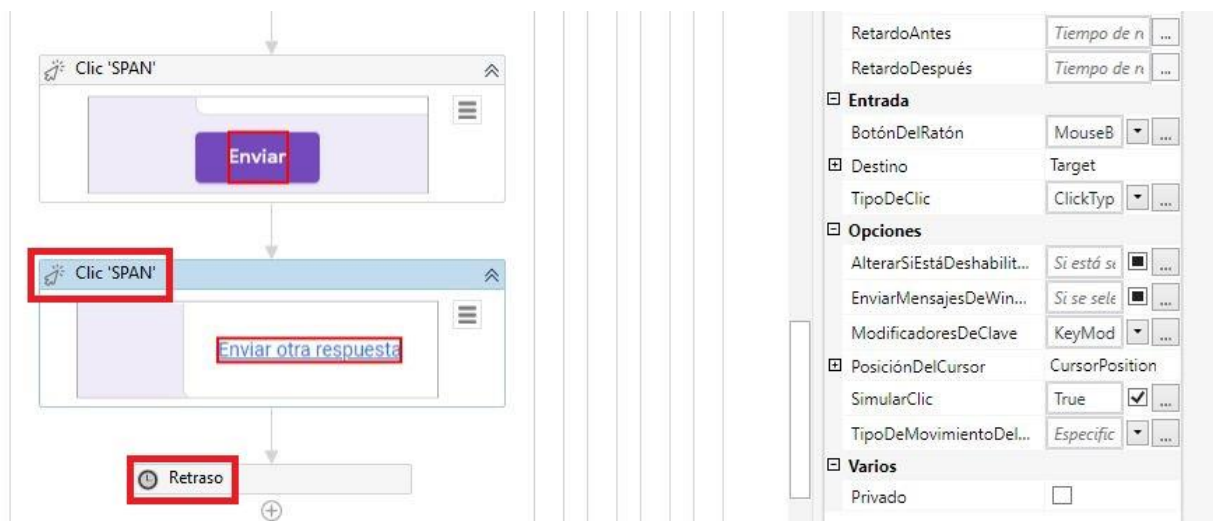 Clic 'SPAN'
Enviar
Clic 'SPAN'
Enviar otra respuesta
Retraso
RetardoAntes Tiempo de n ...
RetardoDespués Tiempo de n ...
Entrada
BotónDelRatón MouseB ...
Destino Target
TipoDeClic ClickTyp ...
Opciones
AlterarSiEstáDeshabilit... Si está se ...
EnviarMensajesDeWin... Si se sele ...
ModificadoresDeClave KeyMod ...
PosiciónDelCursor CursorPosition
SimularClic True ...
TipoDeMovimientoDel... Especific ...
Varios
Privado